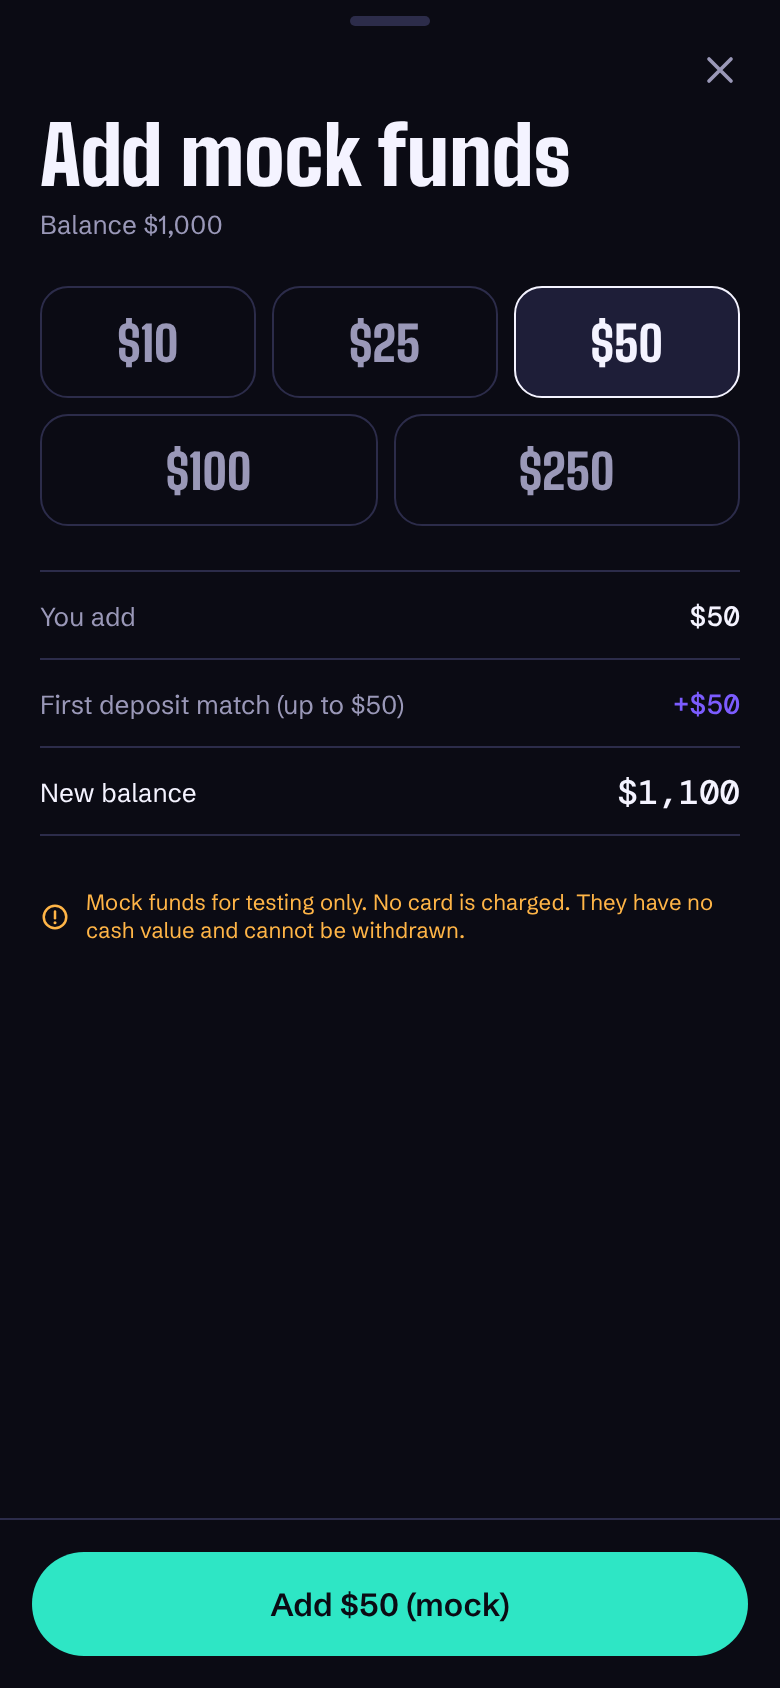 Add mock funds
Balance $1,000
$10
$25
$50
$100
$250
You add
$50
First deposit match (up to $50)
+$50
New balance
$1,100
Mock funds for testing only. No card is charged. They have no
cash value and cannot be withdrawn.
Add $50 (mock)